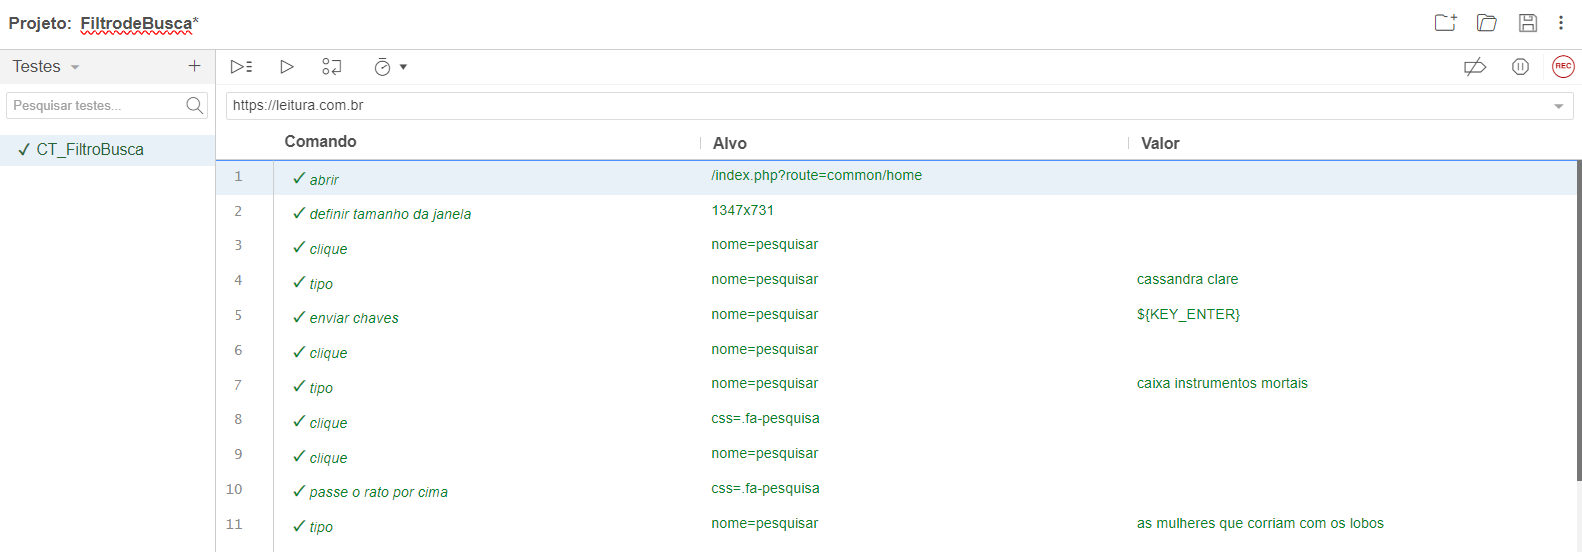 Projeto: FiltrodeBusca*
Testes
Pesquisar testes...
CT_FiltroBusca
REC
https://leitura.com.br
Comando Alvo Valor
1 abrir /index.php?route=common/home
2 definir tamanho da janela 1347x731
3 clique nome=pesquisar
4 tipo nome=pesquisar cassandra clare
5 enviar chaves nome=pesquisar ${KEY_ENTER}
6 clique nome=pesquisar
7 tipo nome=pesquisar caixa instrumentos mortais
8 clique css=.fa-pesquisa
9 clique nome=pesquisar
10 passe o rato por cima css=.fa-pesquisa
11 tipo nome=pesquisar as mulheres que corriam com os lobos